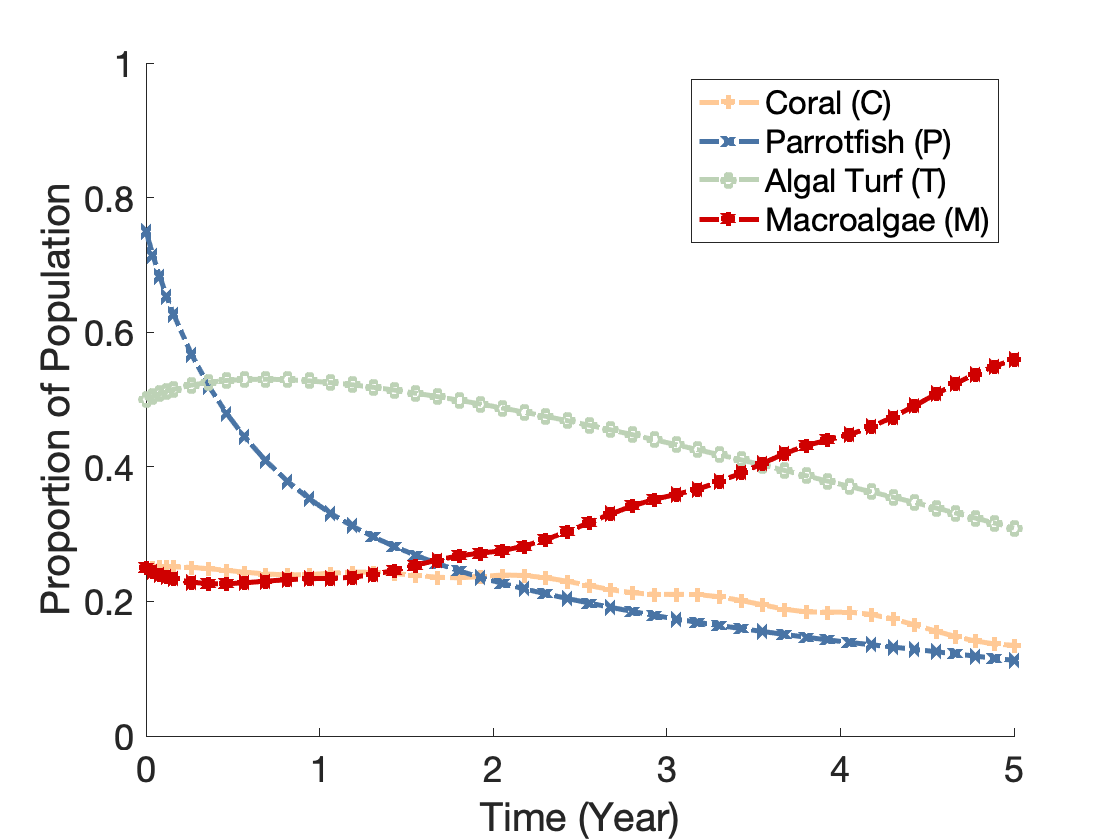 1
0.8
0.6
0.4
0.2
0
0 1 2 3 4 5
Proportion of Population
Time (Year)
Coral (C)
Parrotfish (P)
Algal Turf (T)
Macroalgae (M)